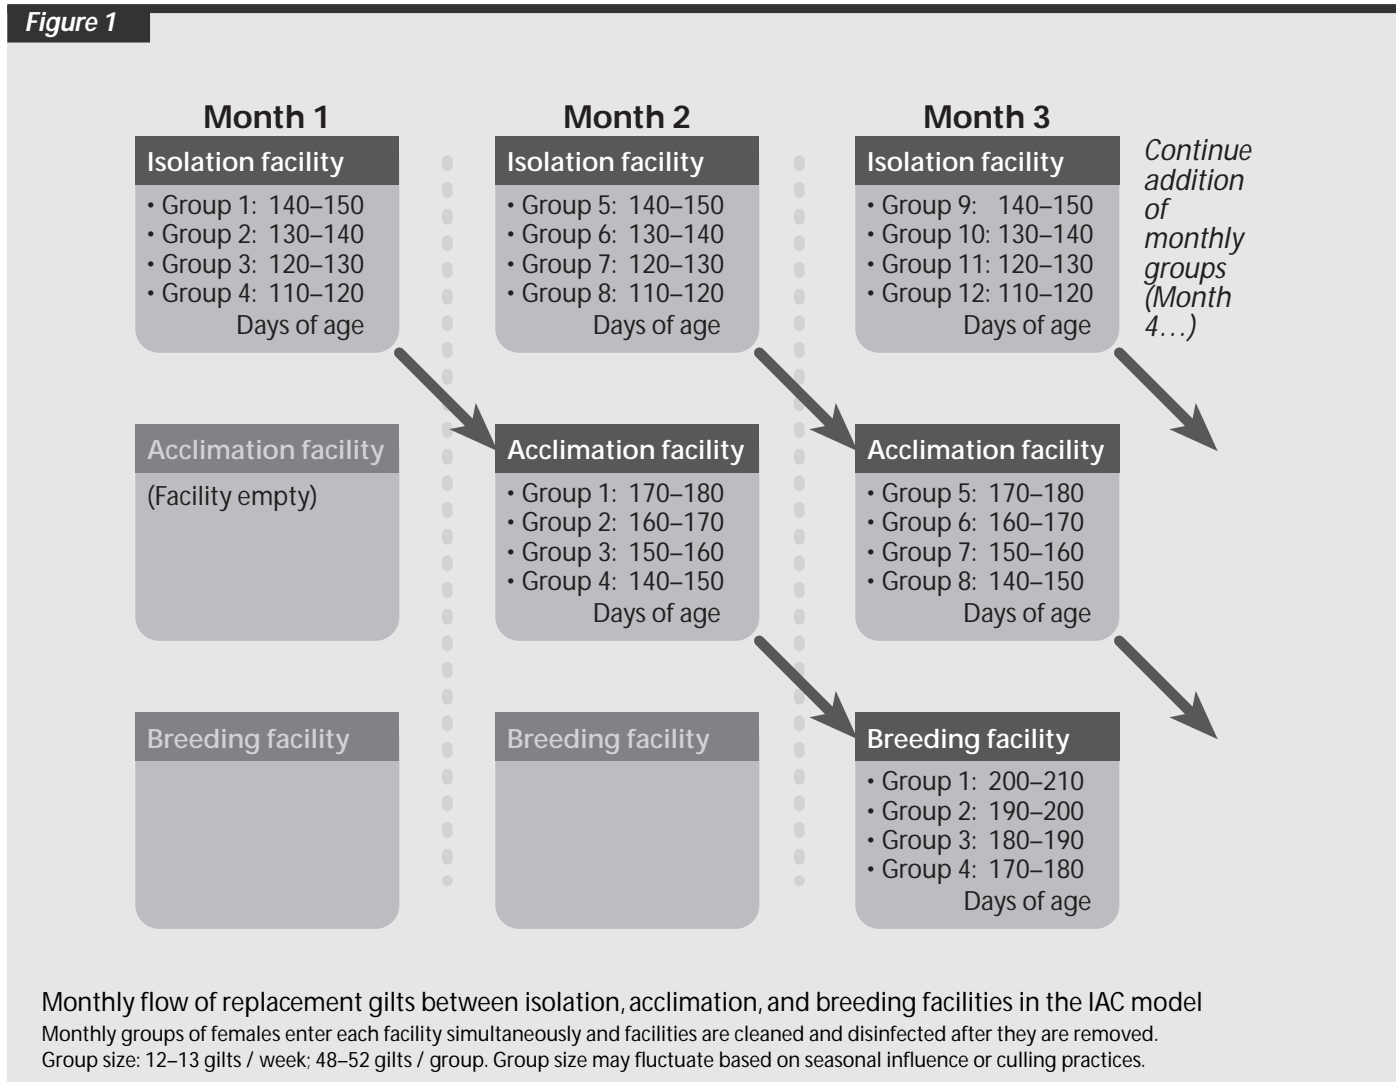 Figure 1
Month 1
Isolation facility
• Group 1: 140–150
• Group 2: 130–140
• Group 3: 120–130
• Group 4: 110–120
Days of age
Acclimation facility
(Facility empty)
Breeding facility
Month 2
Isolation facility
• Group 5: 140–150
• Group 6: 130–140
• Group 7: 120–130
• Group 8: 110–120
Days of age
Acclimation facility
• Group 1: 170–180
• Group 2: 160–170
• Group 3: 150–160
• Group 4: 140–150
Days of age
Breeding facility
Month 3
Isolation facility
• Group 9: 140–150
• Group 10: 130–140
• Group 11: 120–130
• Group 12: 110–120
Days of age
Acclimation facility
• Group 5: 170–180
• Group 6: 160–170
• Group 7: 150–160
• Group 8: 140–150
Days of age
Breeding facility
• Group 1: 200–210
• Group 2: 190–200
• Group 3: 180–190
• Group 4: 170–180
Days of age
Continue
addition
of
monthly
groups
(Month
4…)
Monthly flow of replacement gilts between isolation, acclimation, and breeding facilities in the IAC model
Monthly groups of females enter each facility simultaneously and facilities are cleaned and disinfected after they are removed.
Group size: 12–13 gilts / week; 48–52 gilts / group. Group size may fluctuate based on seasonal influence or culling practices.